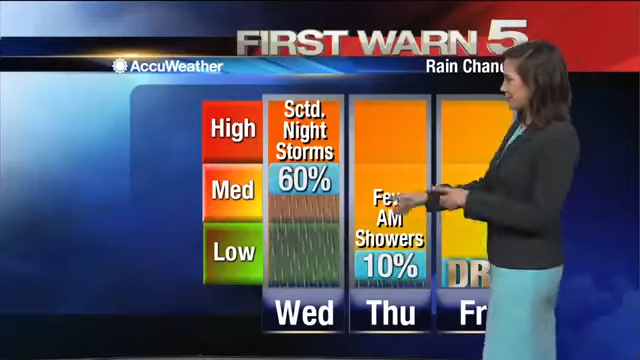 FIRST WARN 5
AccuWeather
Rain Chanc
High
Med
Low
Sctd.
Night
Storms
60%
Few
AM
Showers
10%
DR
Wed
Thu
Fr